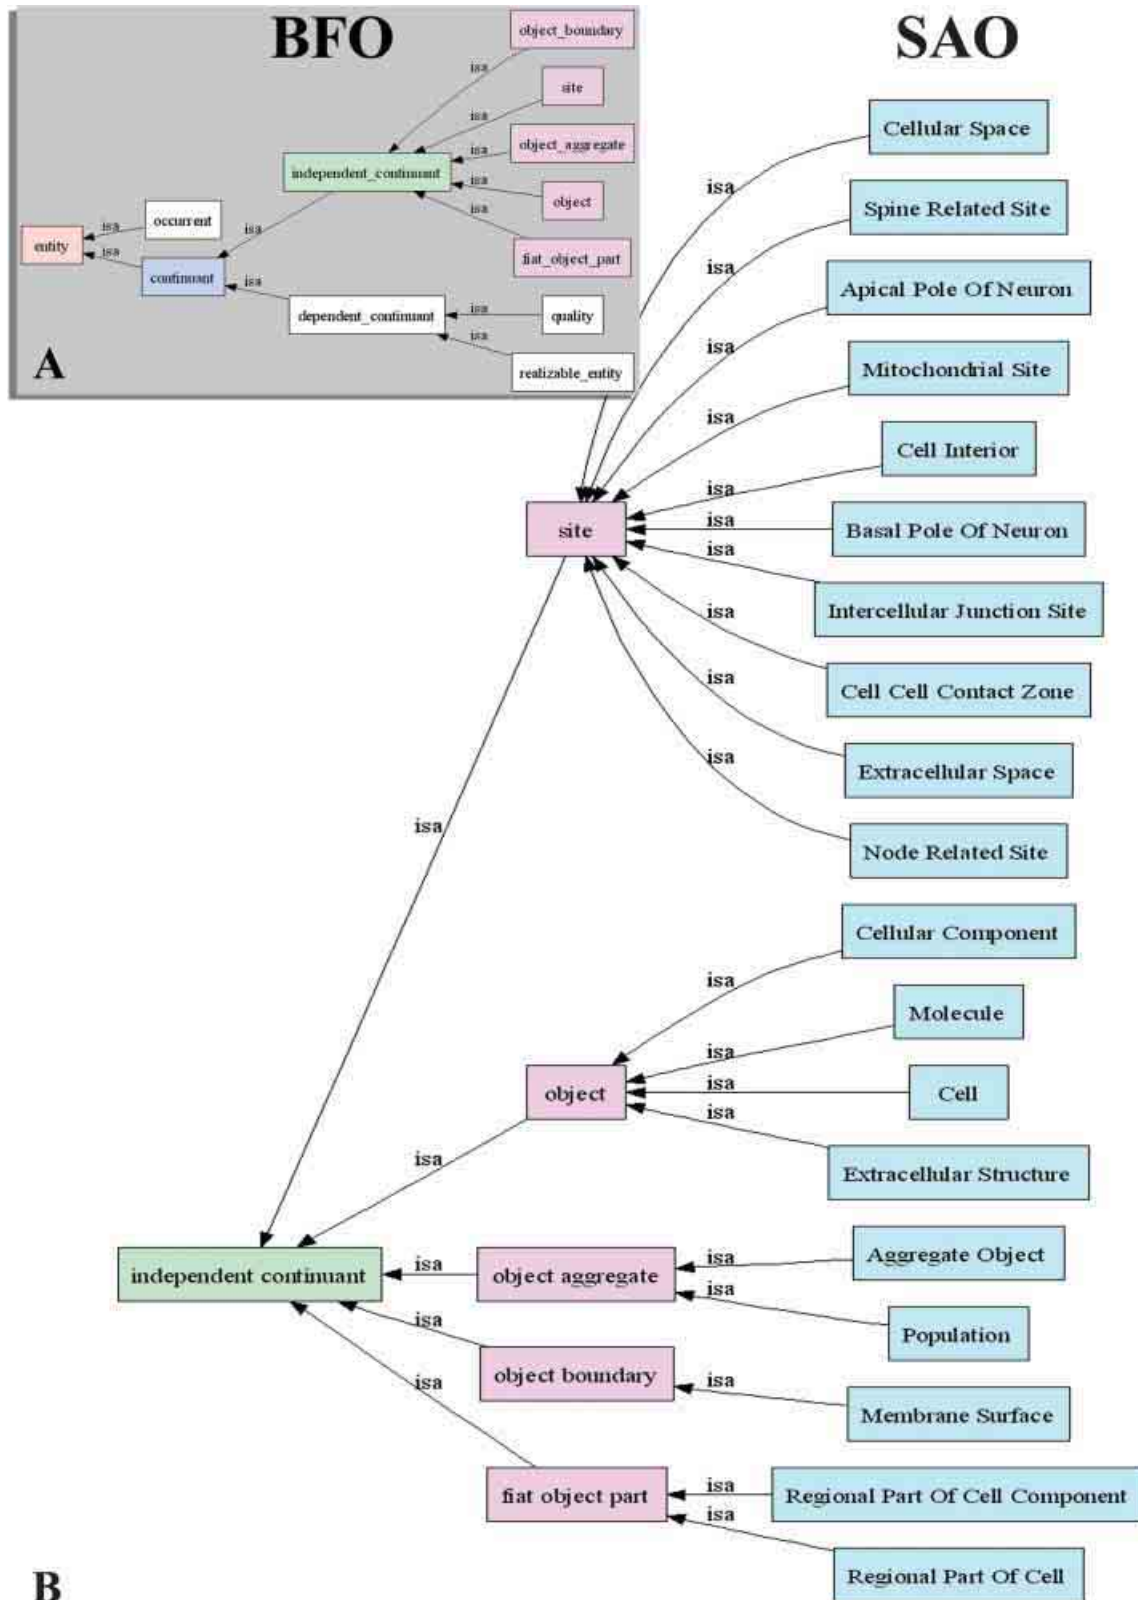 BFO
SAO
object_boundary
isa
site
isa
object_aggregate
isa
independent_continuant
isa
object
isa
fiat_object_part
occurrent
isa
entity
isa
isa
continuant
isa
dependent_continuant
isa
quality
isa
realizable_entity
A
Cellular Space
isa
Spine Related Site
isa
Apical Pole Of Neuron
isa
Mitochondrial Site
isa
Cell Interior
isa
site
isa
Basal Pole Of Neuron
isa
Intercellular Junction Site
isa
Cell Cell Contact Zone
isa
Extracellular Space
isa
Node Related Site
isa
Cellular Component
isa
Molecule
isa
object
isa
Cell
isa
Extracellular Structure
isa
independent continuant
isa
object aggregate
isa
Aggregate Object
isa
Population
isa
object boundary
isa
Membrane Surface
isa
fiat object part
isa
Regional Part Of Cell Component
isa
Regional Part Of Cell
B